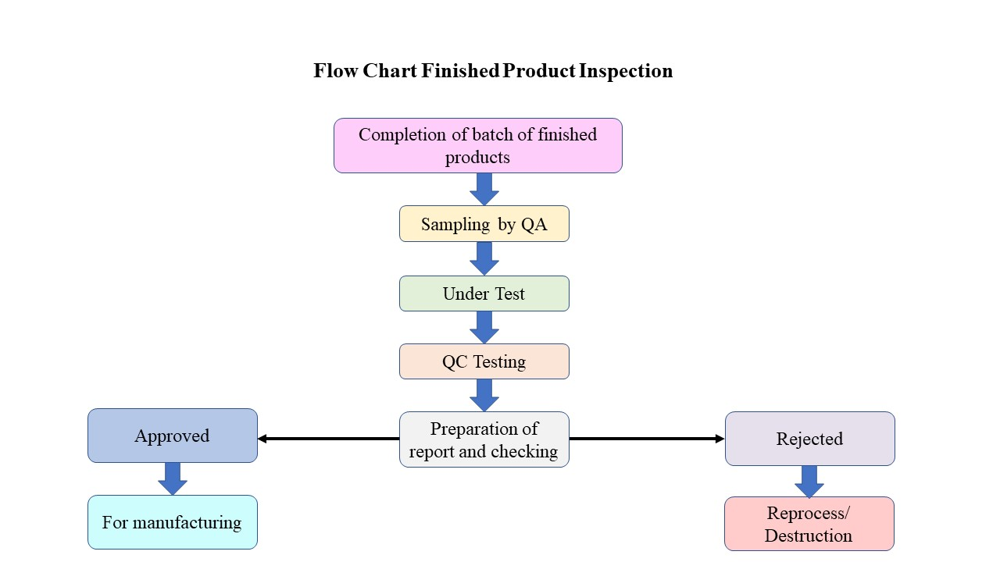 Flow Chart Finished Product Inspection
Completion of batch of finished
products
Sampling by QA
Under Test
QC Testing
Preparation of
report and checking
Approved
Rejected
For manufacturing
Reprocess/
Destruction